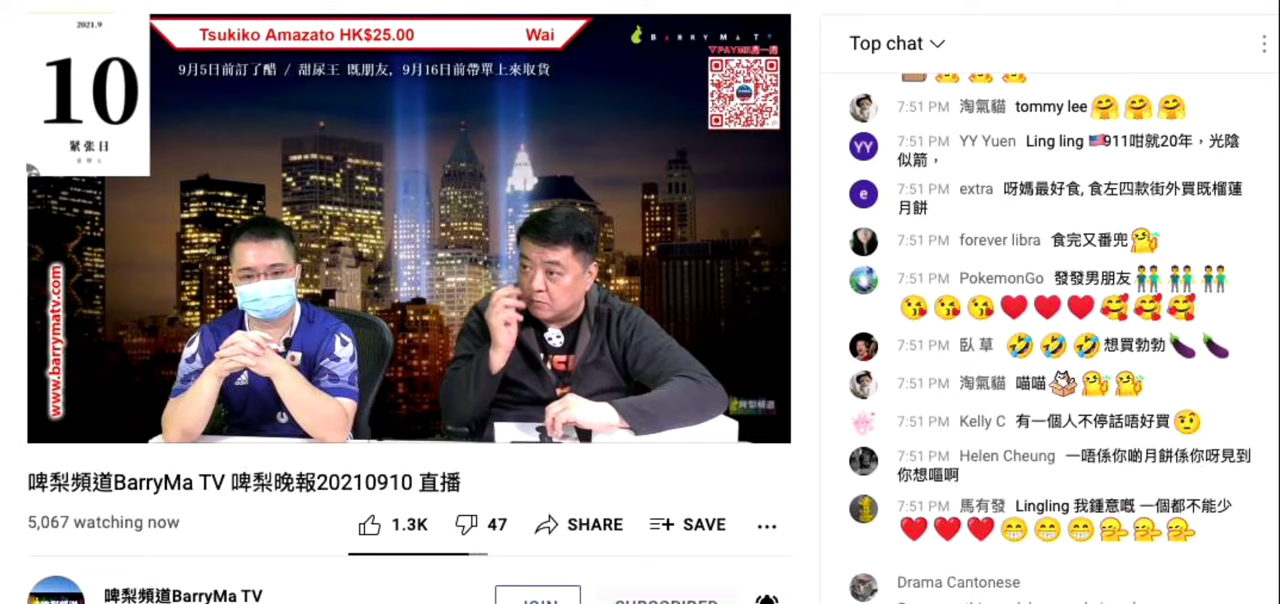 2021.9
10
緊张日
Tsukiko Amazato HK$25.00
Wai
BARRYMATV
9月5日前訂了醋 / 甜尿王 既朋友, 9月16日前帶單上來取貨
www.barrymatv.com
adidas
啤梨頻道
啤梨頻道BarryMa TV 啤梨晚報20210910 直播
5,067 watching now
1.3K
47
SHARE
SAVE
啤梨頻道BarryMa TV
JOIN
SUBSCRIBED
Top chat
7:51 PM 淘氣貓 tommy lee
YY
7:51 PM YY Yuen Ling ling 🇺🇸911咁就20年，光陰
似箭，
e
7:51 PM extra 呀媽最好食, 食左四款街外買既榴蓮
月餅
7:51 PM forever libra 食完又番兜
7:51 PM PokemonGo 發發男朋友
7:51 PM 臥 草 想買勃勃
7:51 PM 淘氣貓 喵喵
7:51 PM Kelly C 有一個人不停話唔好買
7:51 PM Helen Cheung 一唔係你啲月餅係你呀見到
你想嘔啊
7:51 PM 馬有發 Lingling 我鍾意嘅 一個都不能少
Drama Cantonese